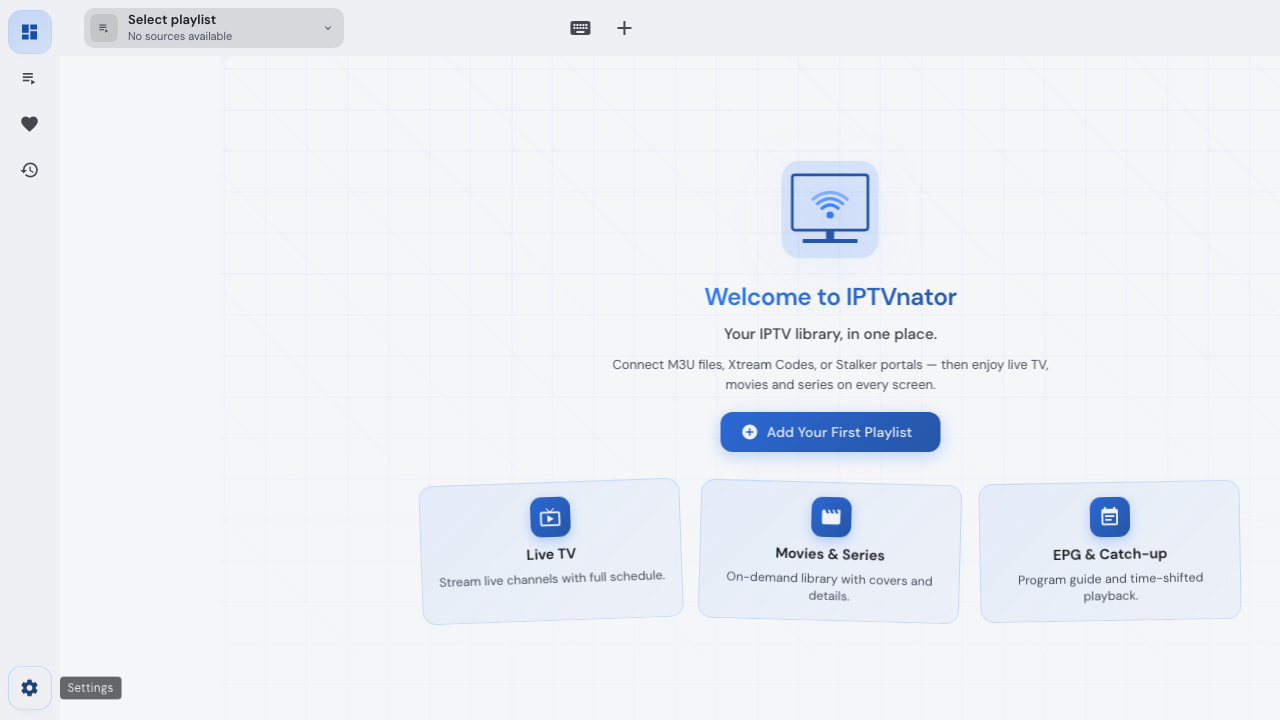 Select playlist
No sources available
Welcome to IPTVnator
Your IPTV library, in one place.
Connect M3U files, Xtream Codes, or Stalker portals — then enjoy live TV,
movies and series on every screen.
Add Your First Playlist
Live TV
Stream live channels with full schedule.
Movies & Series
On-demand library with covers and
details.
EPG & Catch-up
Program guide and time-shifted
playback.
Settings